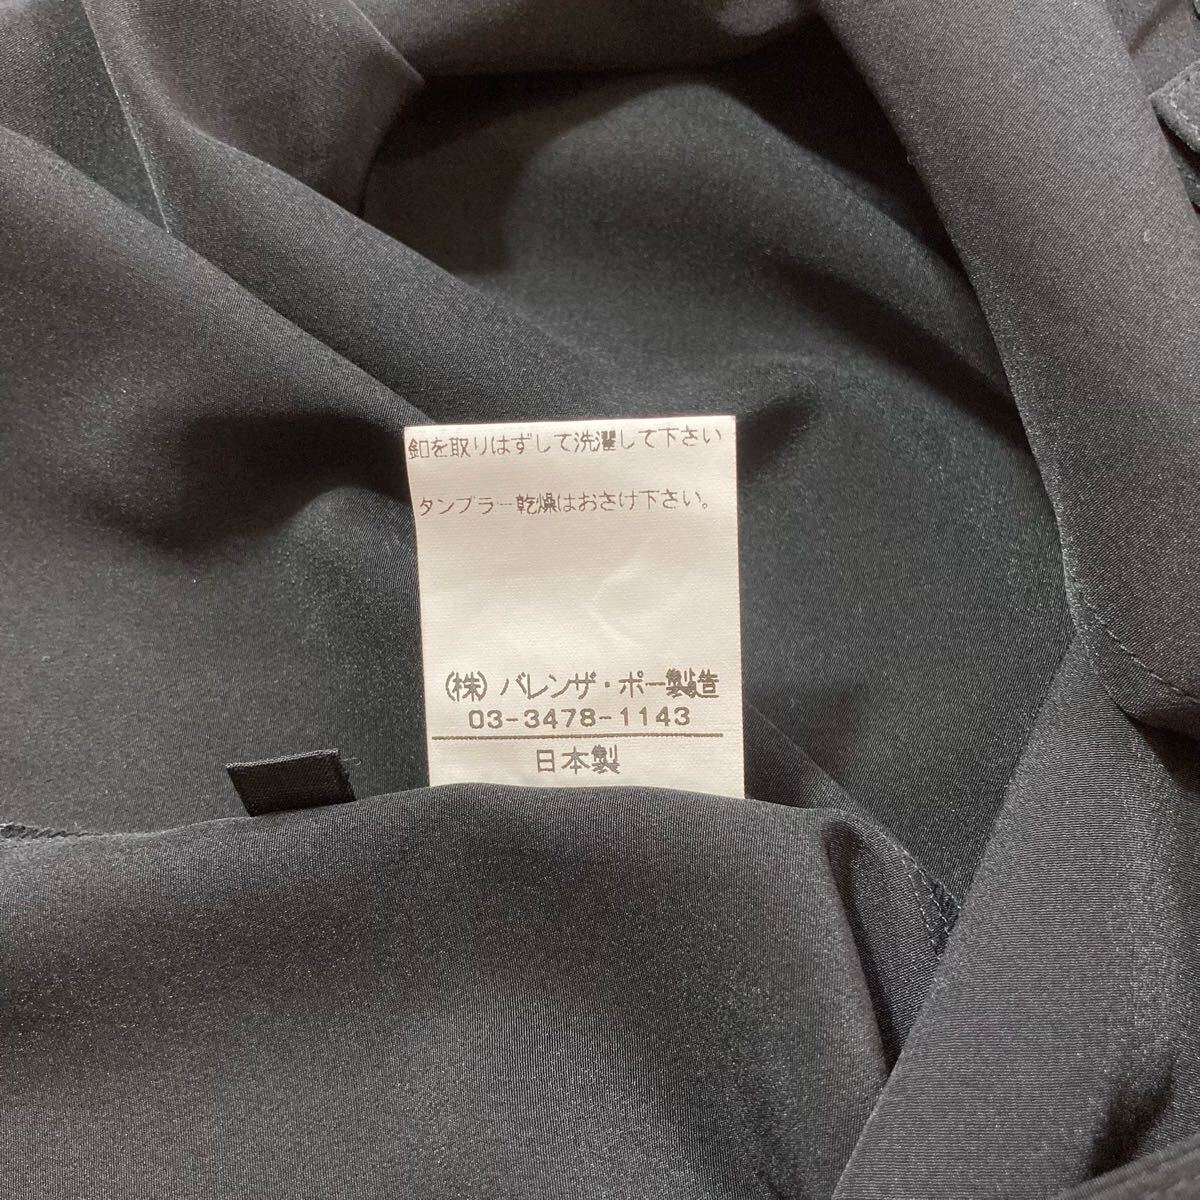 釦を取りはずして洗濯して下さい
タンブラー乾燥はおさけ下さい。
(株)バレンザ・ポー製造
03-3478-1143
日本製